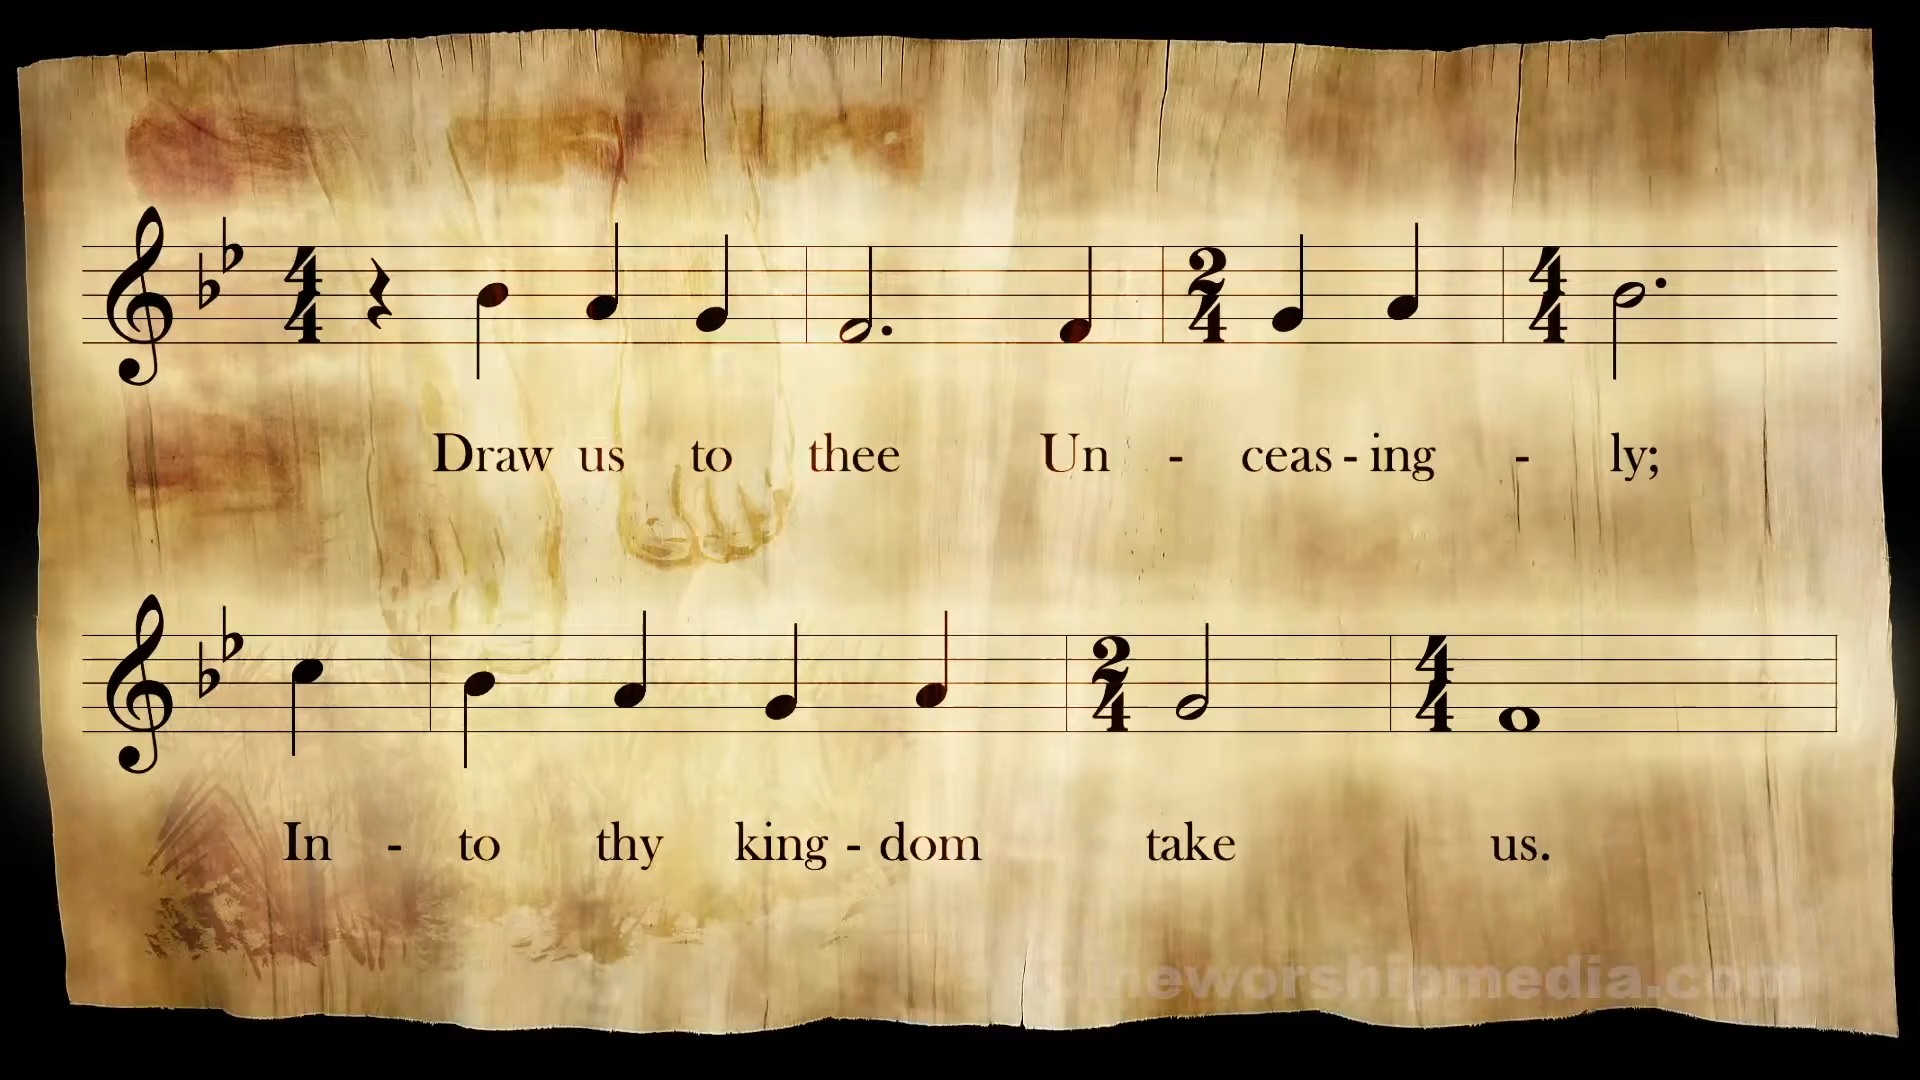 Draw us to thee Un - ceas - ing - ly;
In - to thy king - dom take us.